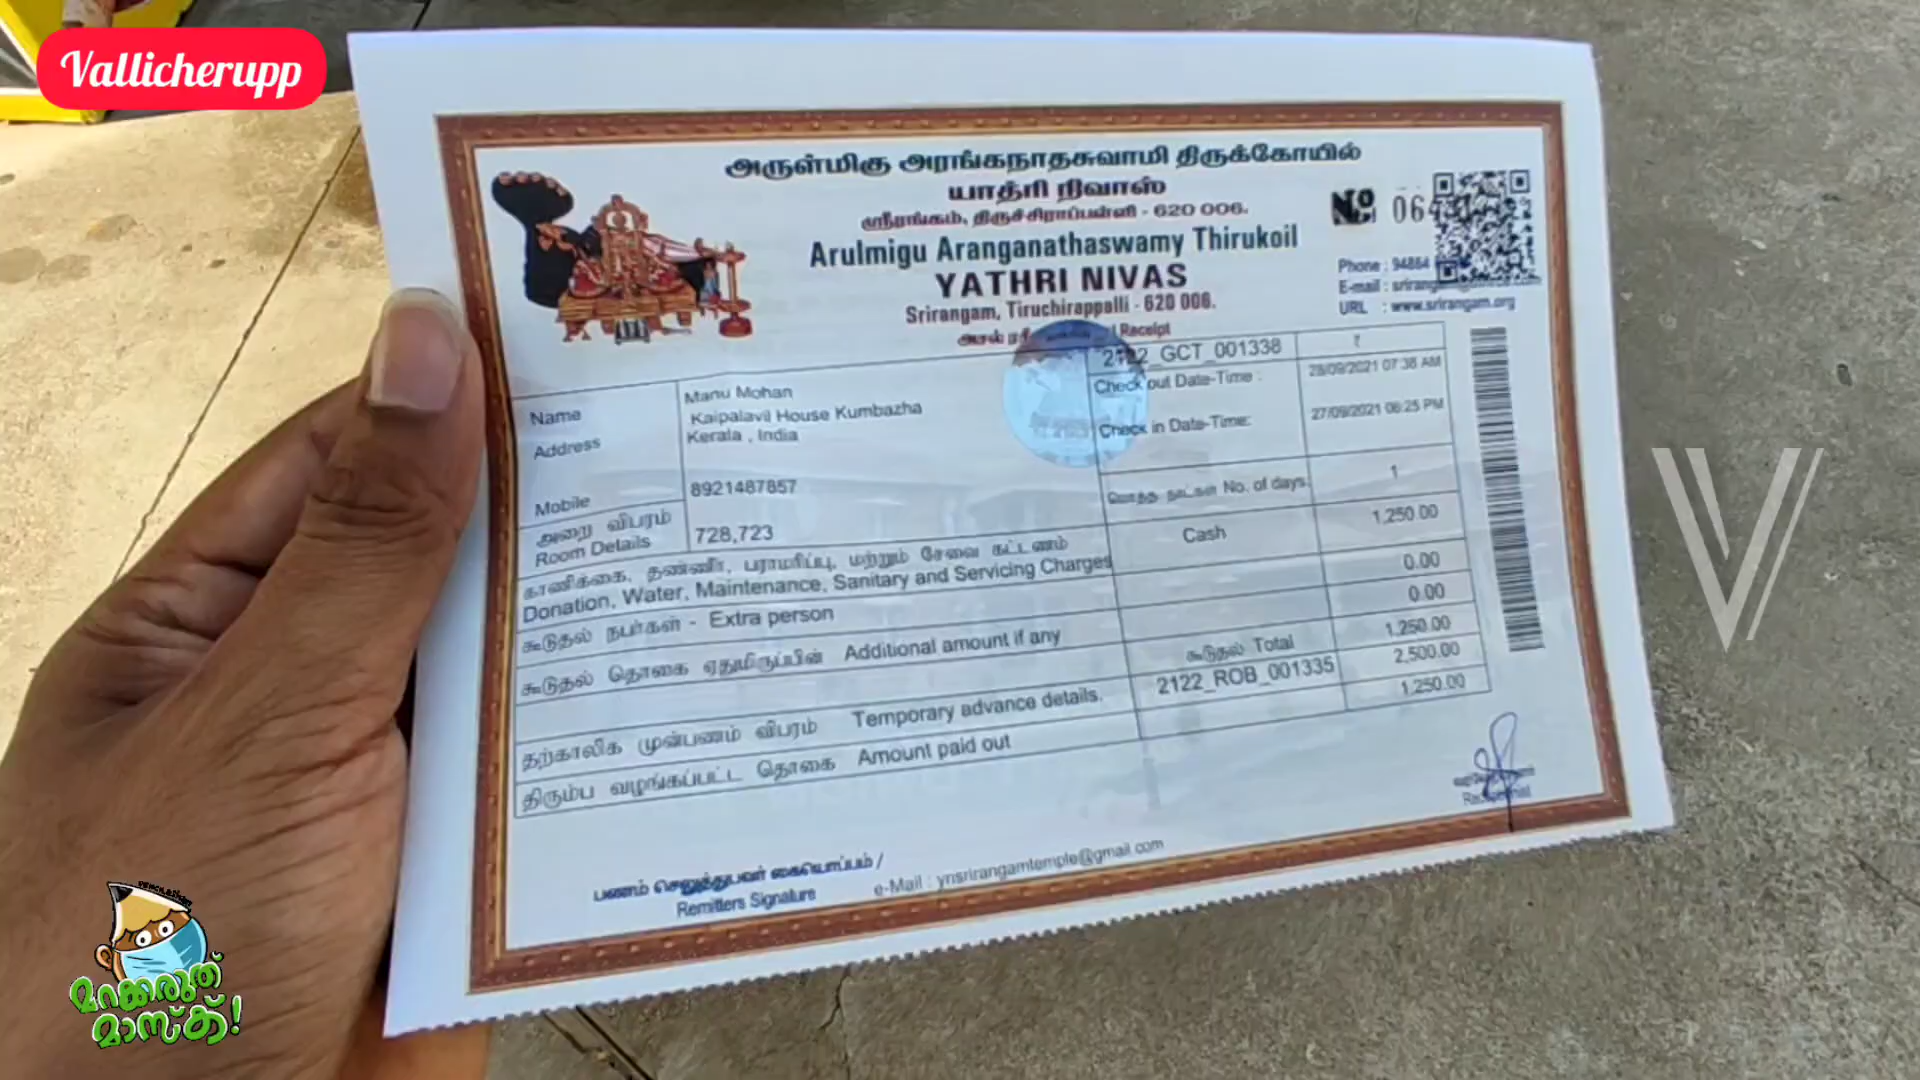 Vallicherupp
அருள்மிகு அரங்கநாதசுவாமி திருக்கோயில்
யாத்ரி நிவாஸ்
ஸ்ரீரங்கம், திருச்சிராப்பள்ளி - 620 006.
Arulmigu Aranganathaswamy Thirukoil
YATHRI NIVAS
Srirangam, Tiruchirappalli - 620 006.
அசல் Receipt
No
Phone : 94864
E-mail :
URL : www.srirangam.org
2122_GCT_001338 ₹
Name Manu Mohan
Address Kaipalavil House Kumbazha
Kerala , India
Check out Date-Time : 28/09/2021 07:38 AM
Check in Date-Time: 27/09/2021 06:25 PM
Mobile 8921487857
மொத்த நாட்கள் No. of days. 1
அறை விபரம்
Room Details 728,723
காணிக்கை, தண்ணீர், பராமரிப்பு, மற்றும் சேவை கட்டணம்
Donation, Water, Maintenance, Sanitary and Servicing Charges Cash 1,250.00
கூடுதல் நபர்கள் - Extra person 0.00
கூடுதல் தொகை ஏதுமிருப்பின் Additional amount if any 0.00
கூடுதல் Total 1,250.00
தற்காலிக முன்பணம் விபரம் Temporary advance details. 2122_ROB_001335 2,500.00
திரும்ப வழங்கப்பட்ட தொகை Amount paid out 1,250.00
பணம் செலுத்துபவர் கையொப்பம் /
Remitters Signature
e-Mail : ynsrirangamtemple@gmail.com
മറക്കരുത്
മാസ്ക്!
V